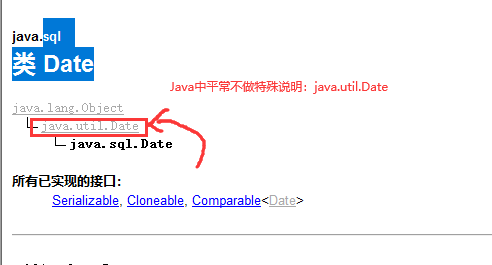 java.sql
类 Date
Java中平常不做特殊说明：java.util.Date
java.lang.Object
java.util.Date
java.sql.Date
所有已实现的接口：
Serializable, Cloneable, Comparable<Date>